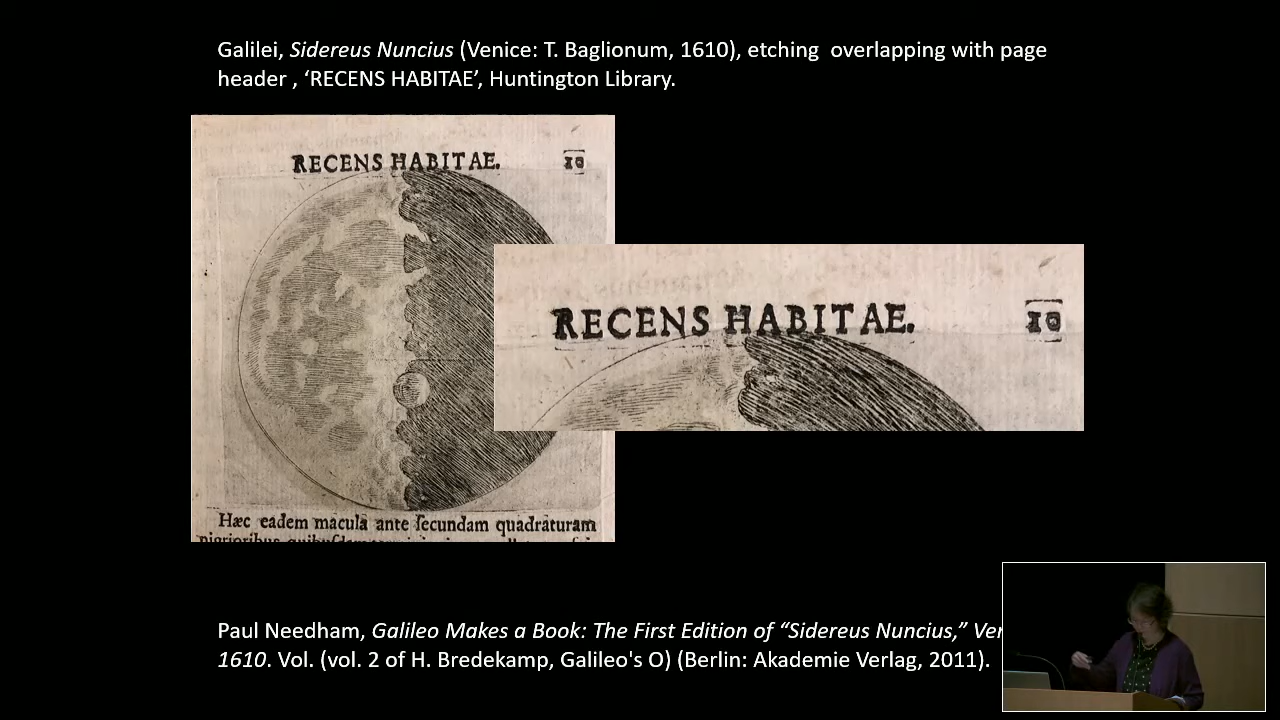 Galilei, Sidereus Nuncius (Venice: T. Baglionum, 1610), etching  overlapping with page
header , ‘RECENS HABITAE’, Huntington Library.
RECENS HABITAE.
10
RECENS HABITAE.
10
Hæc eadem macula ante ſecundam quadraturam
nigrioribus
Paul Needham, Galileo Makes a Book: The First Edition of “Sidereus Nuncius,” Ver
1610. Vol. (vol. 2 of H. Bredekamp, Galileo's O) (Berlin: Akademie Verlag, 2011).